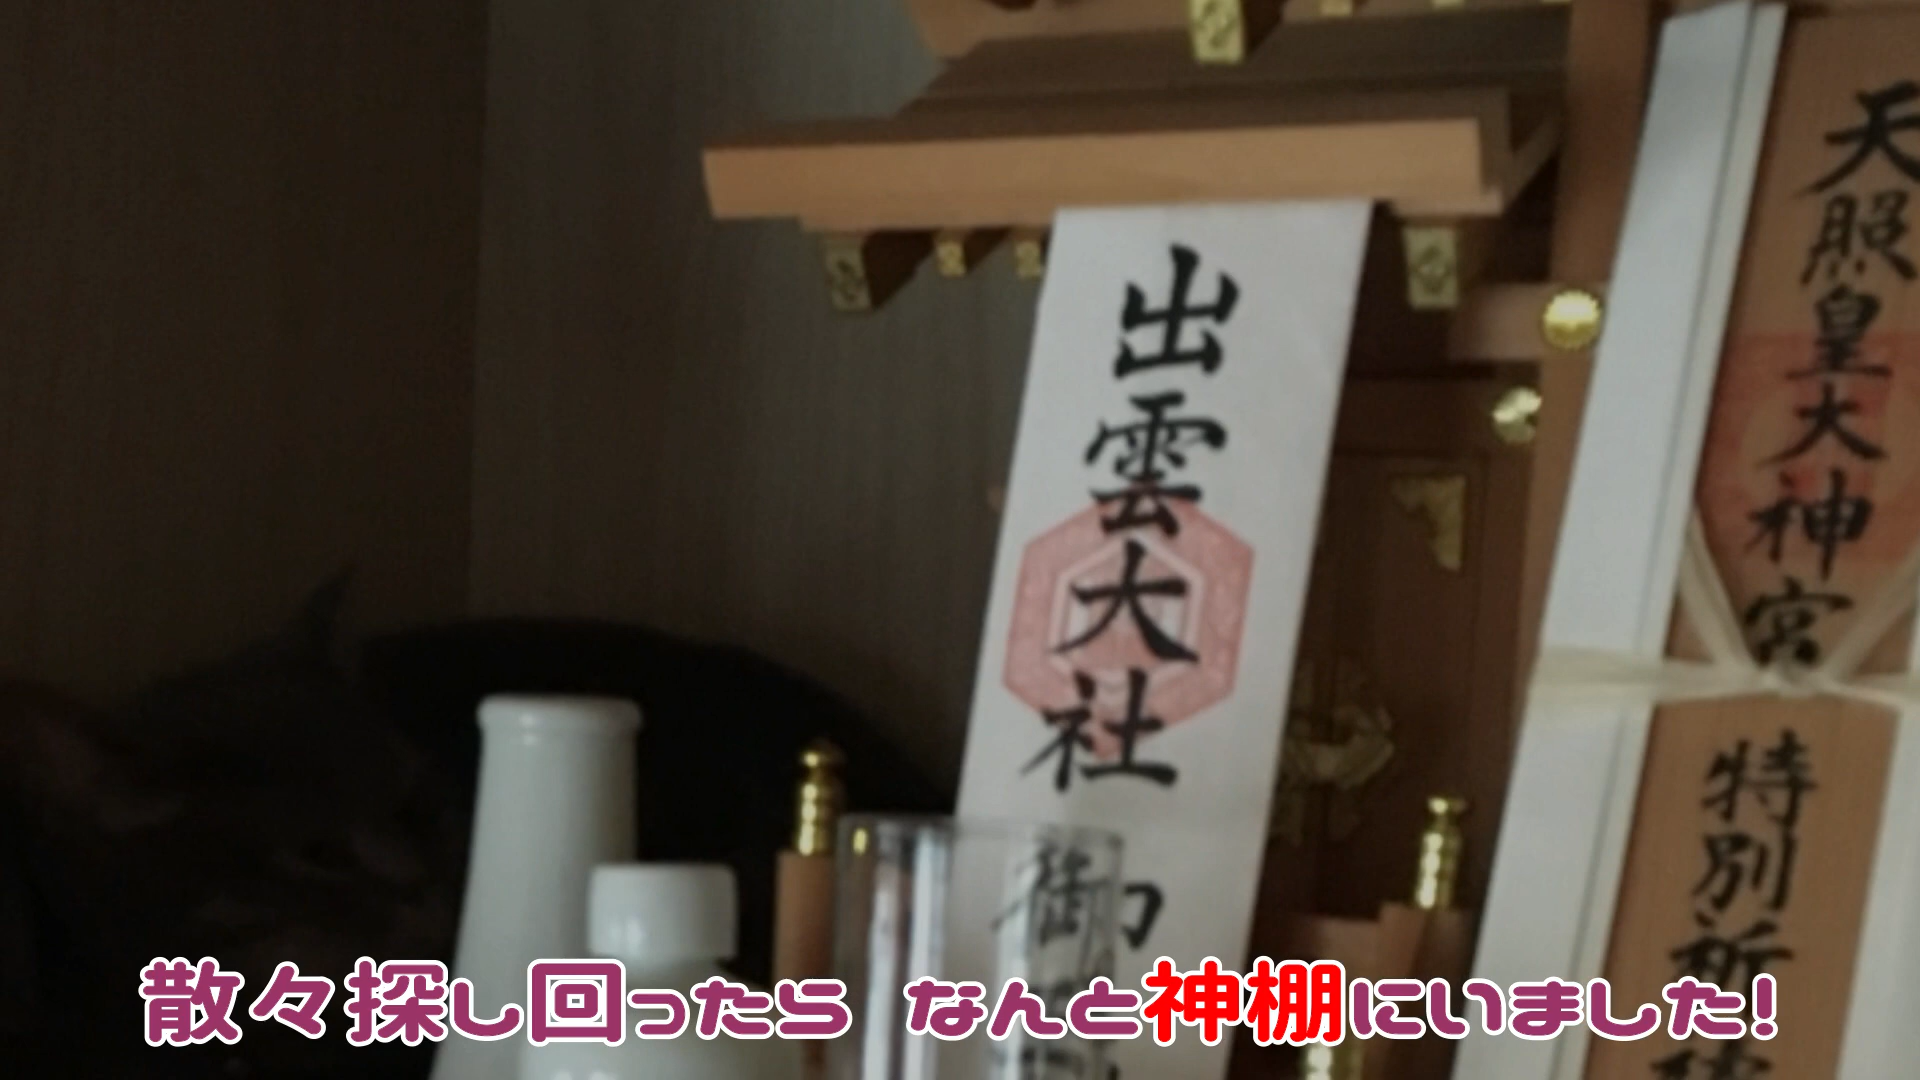 天照皇大神宮
特別祈
出雲大社
御
散々探し回ったら なんと神棚にいました!